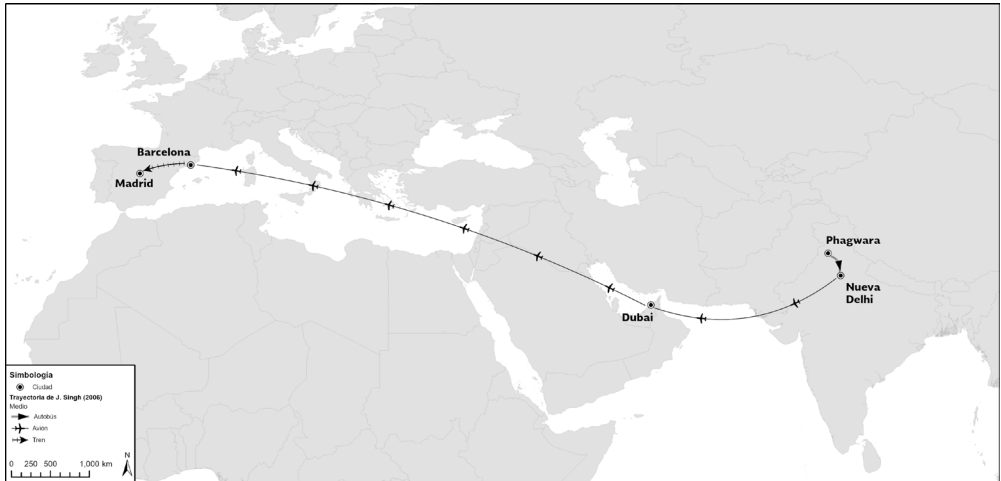 Barcelona
Madrid
Phagwara
Nueva
Delhi
Dubai
Simbología
Ciudad
Trayectoria de J. Singh (2006)
Medio
Autobús
Avión
Tren
0 250 500 1,000 km
N